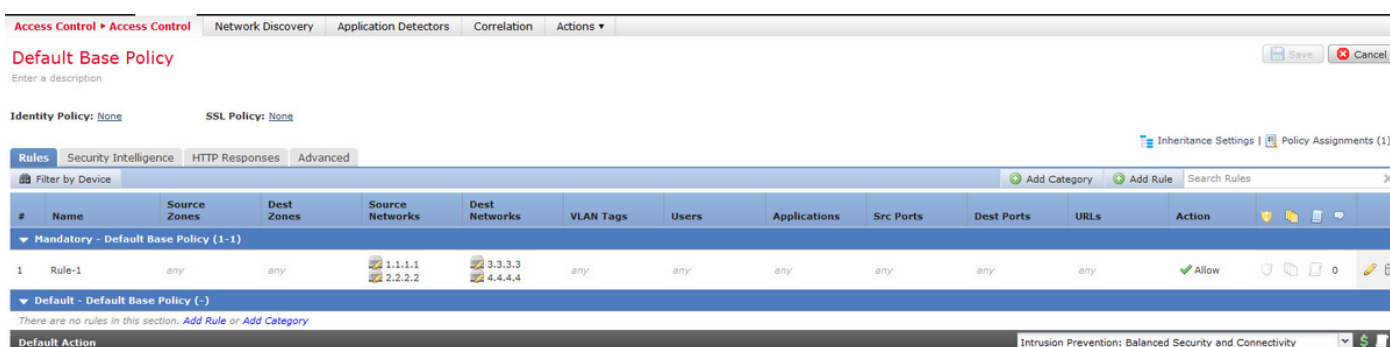 Access Control ▸ Access Control Network Discovery Application Detectors Correlation Actions ▾
Default Base Policy
Save Cancel
Enter a description
Identity Policy: None SSL Policy: None
Inheritance Settings | Policy Assignments (1)
Rules Security Intelligence HTTP Responses Advanced
Filter by Device Add Category Add Rule Search Rules
# Name Source Zones Dest Zones Source Networks Dest Networks VLAN Tags Users Applications Src Ports Dest Ports URLs Action
Mandatory - Default Base Policy (1-1)
1 Rule-1 any any 1.1.1.1 2.2.2.2 3.3.3.3 4.4.4.4 any any any any any any Allow 0
Default - Default Base Policy (-)
There are no rules in this section. Add Rule or Add Category
Default Action Intrusion Prevention: Balanced Security and Connectivity